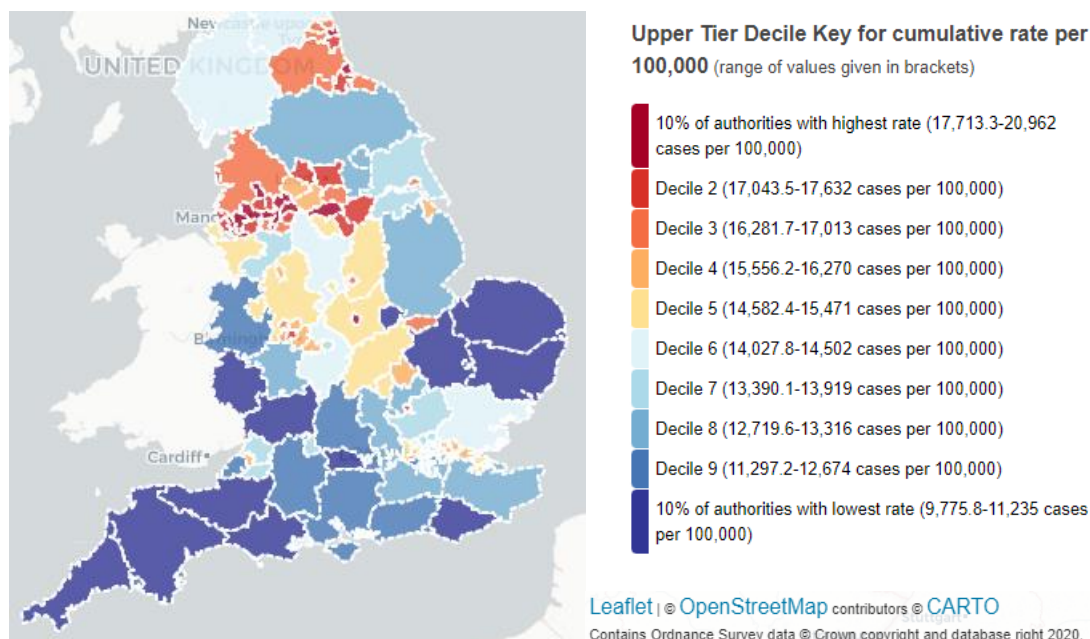 Upper Tier Decile Key for cumulative rate per
100,000 (range of values given in brackets)
10% of authorities with highest rate (17,713.3-20,962
cases per 100,000)
Decile 2 (17,043.5-17,632 cases per 100,000)
Decile 3 (16,281.7-17,013 cases per 100,000)
Decile 4 (15,556.2-16,270 cases per 100,000)
Decile 5 (14,582.4-15,471 cases per 100,000)
Decile 6 (14,027.8-14,502 cases per 100,000)
Decile 7 (13,390.1-13,919 cases per 100,000)
Decile 8 (12,719.6-13,316 cases per 100,000)
Decile 9 (11,297.2-12,674 cases per 100,000)
10% of authorities with lowest rate (9,775.8-11,235 cases
per 100,000)
UNITED KINGDOM
Cardiff
Leaflet | © OpenStreetMap contributors © CARTO
Stuttgart
Contains Ordnance Survey data © Crown copyright and database right 2020.